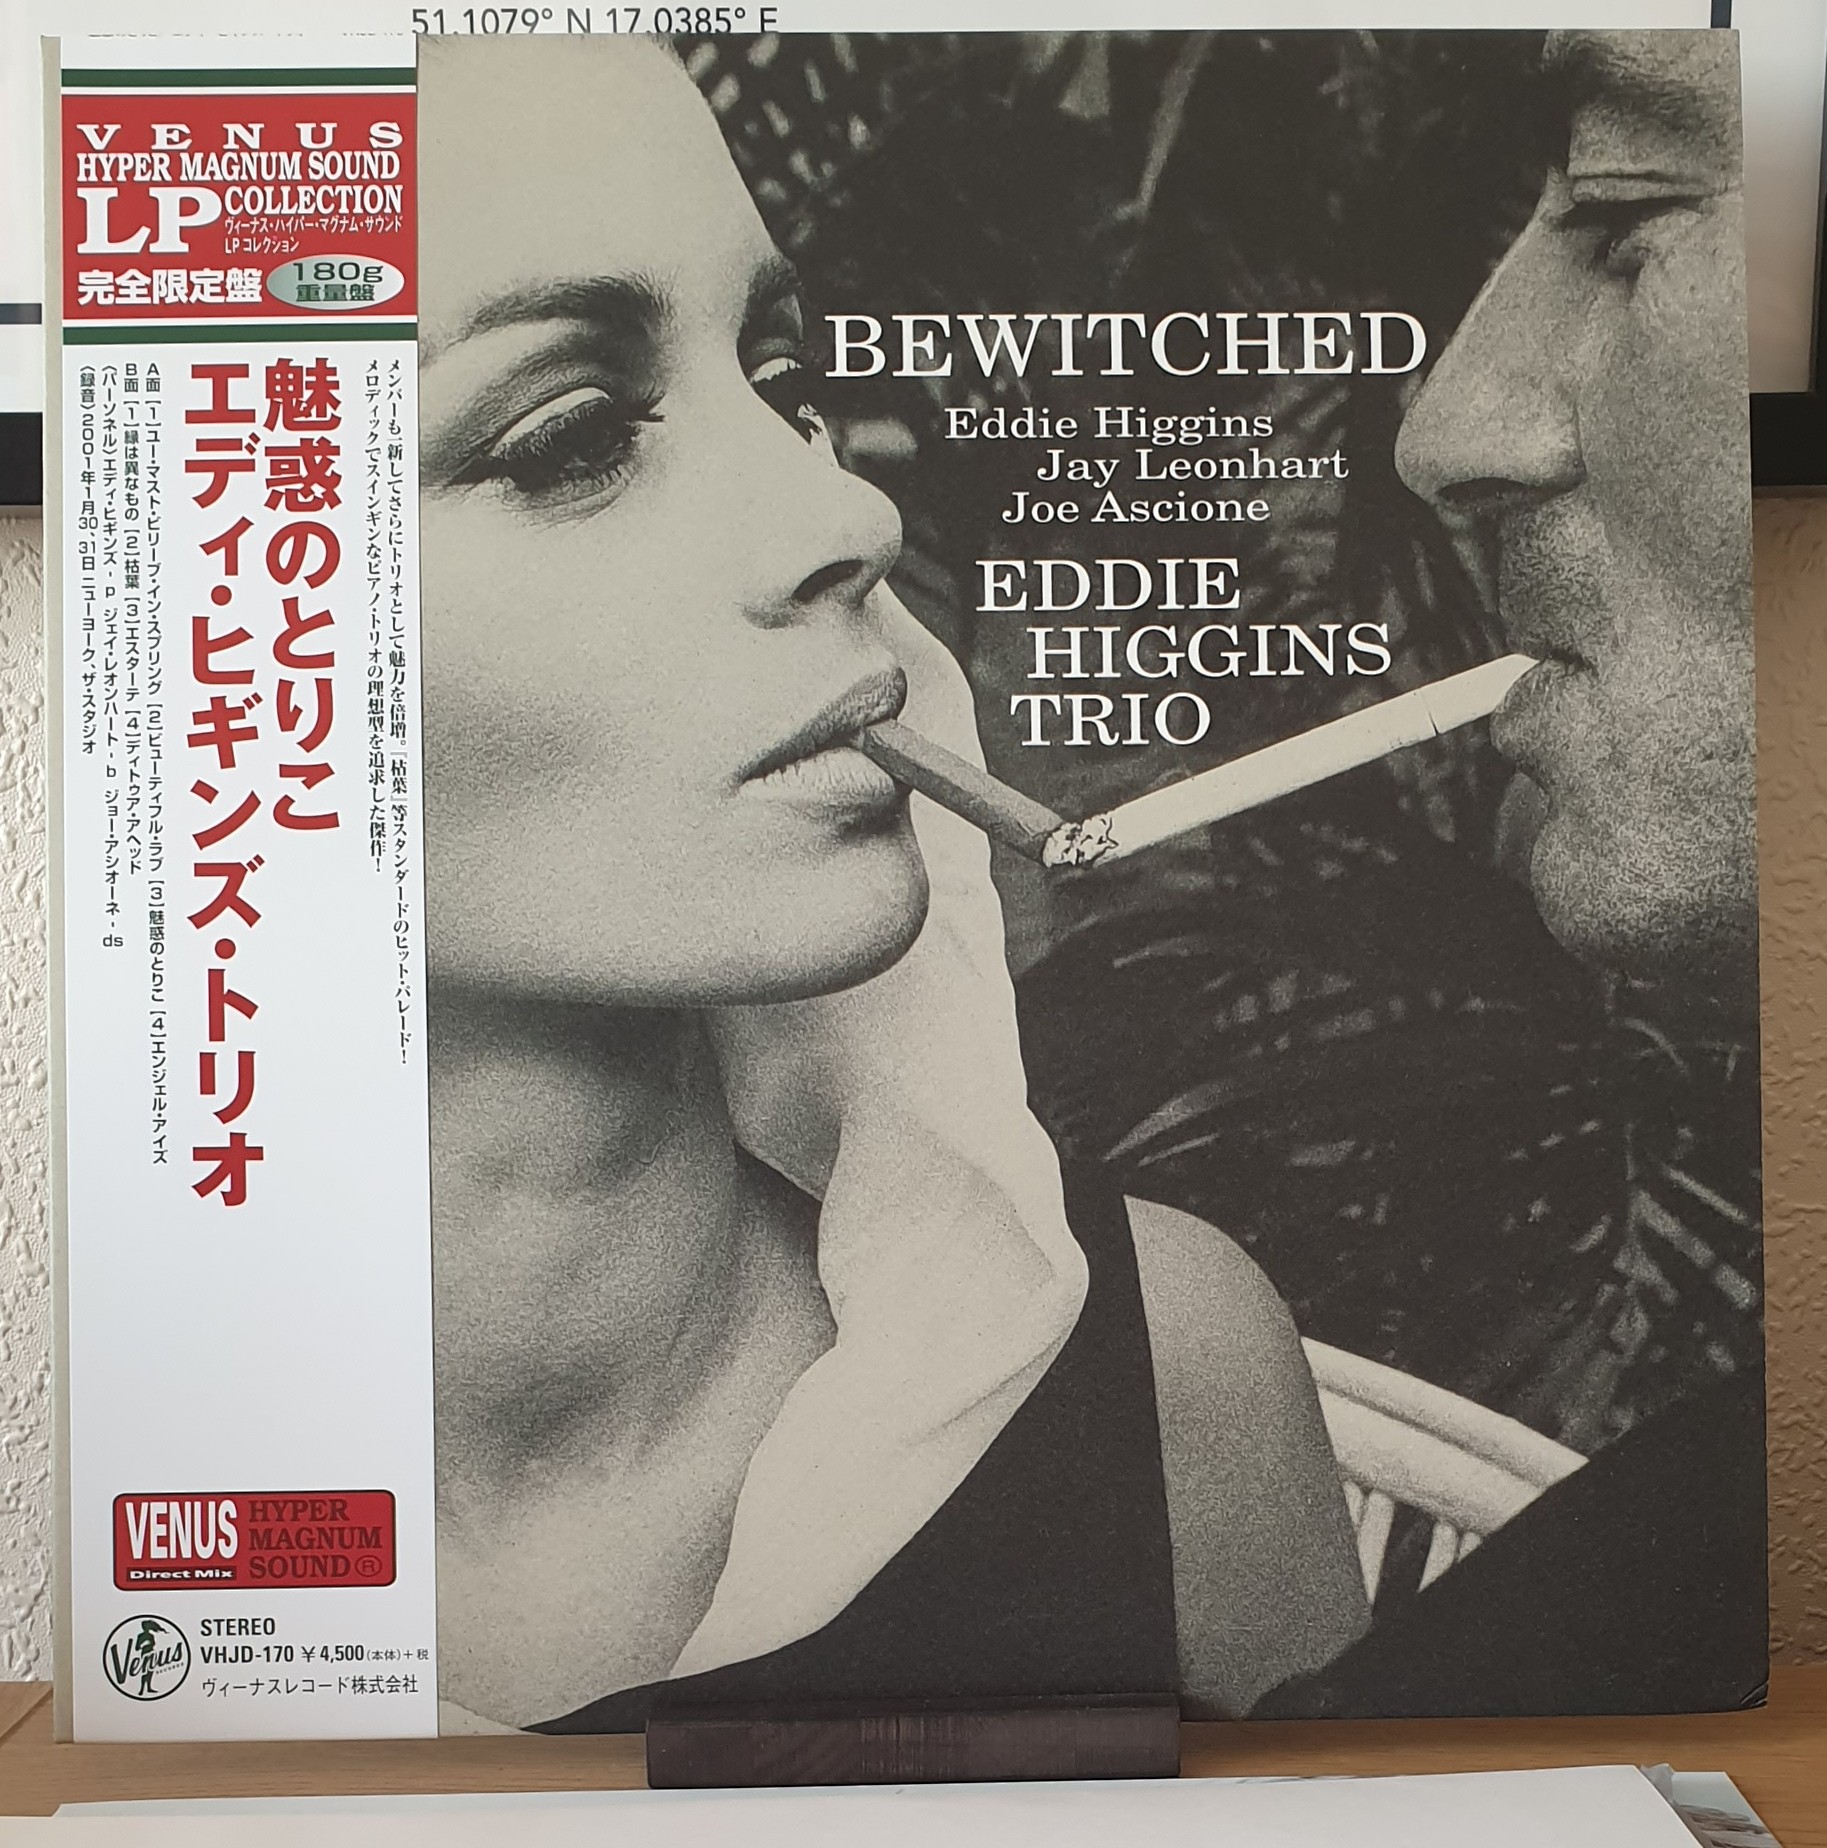 51.1079° N 17.0385° E
VENUS
HYPER MAGNUM SOUND
LP COLLECTION
ヴィーナス・ハイパー・マグナム・サウンド
LPコレクション
完全限定盤
180g
重量盤
メンバーも一新してさらにトリオとして魅力を倍増。『枯葉』等スタンダードのヒット・パレード!
メロディックでスインギンなピアノ・トリオの理想型を追求した傑作!
魅惑のとりこ
エディ・ヒギンズ・トリオ
A面 [1]ユー・マスト・ビリーブ・イン・スプリング [2]ビューティフル・ラブ [3]魅惑のとりこ [4]エンジェル・アイズ
B面 [1]縁は異なもの [2]枯葉 [3]エスターテ [4]ディトゥア・アヘッド
〈パーソネル〉エディ・ヒギンズ - p ジェイ・レオンハート - b ジョー・アシオーネ - ds
〈録音〉2001年1月30、31日 ニューヨーク、ザ・スタジオ
VENUS
Direct Mix
HYPER
MAGNUM
SOUND®
Venus
RECORDS
STEREO
VHJD-170 ¥4,500(本体)+税
ヴィーナスレコード株式会社
BEWITCHED
Eddie Higgins
Jay Leonhart
Joe Ascione
EDDIE
HIGGINS
TRIO